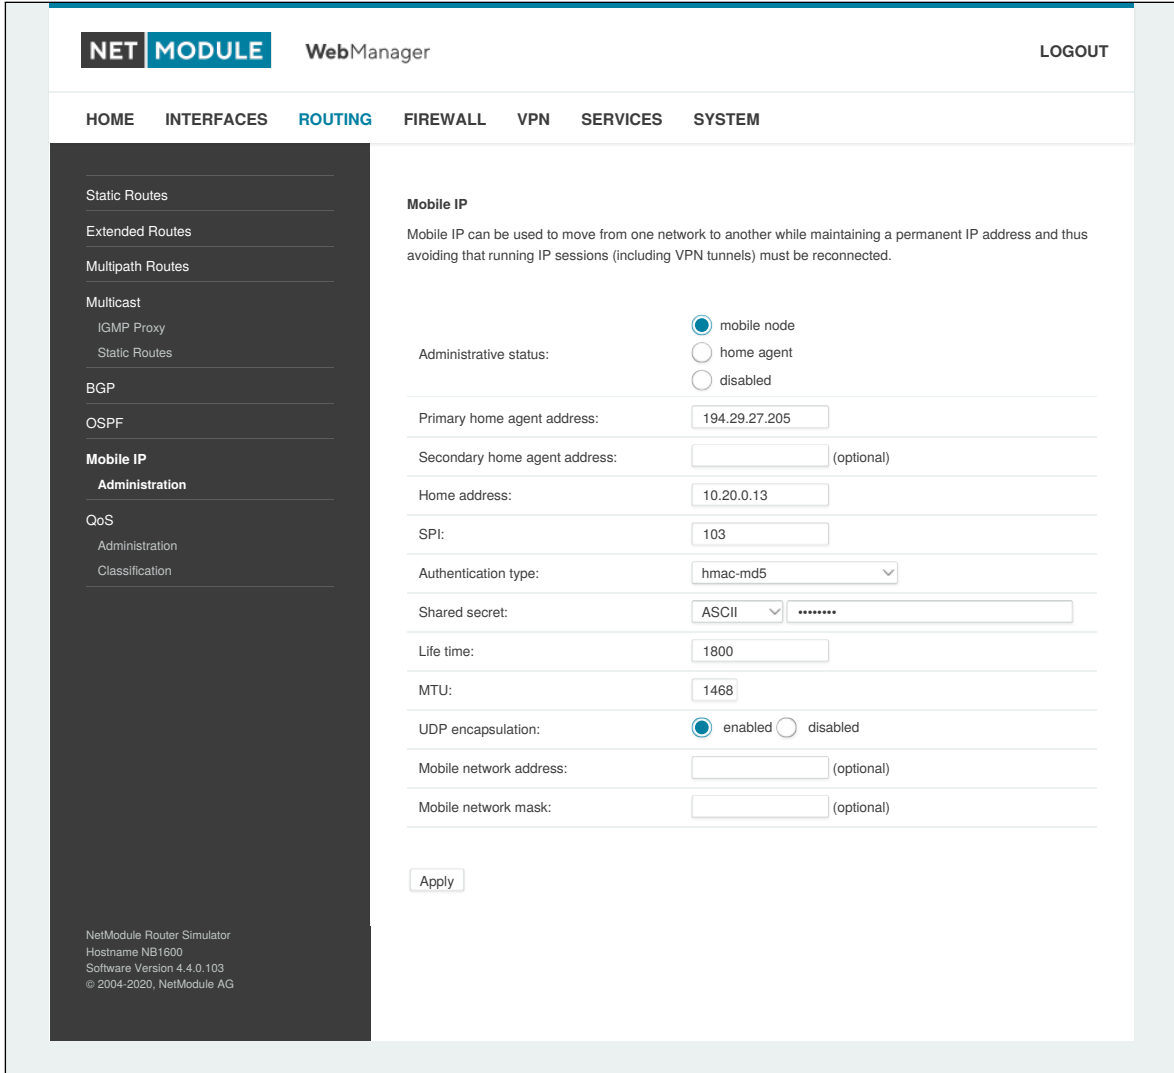 NET MODULE WebManager LOGOUT
HOME INTERFACES ROUTING FIREWALL VPN SERVICES SYSTEM
Static Routes
Extended Routes
Multipath Routes
Multicast
IGMP Proxy
Static Routes
BGP
OSPF
Mobile IP
Administration
QoS
Administration
Classification
NetModule Router Simulator
Hostname NB1600
Software Version 4.4.0.103
© 2004-2020, NetModule AG
Mobile IP
Mobile IP can be used to move from one network to another while maintaining a permanent IP address and thus
avoiding that running IP sessions (including VPN tunnels) must be reconnected.
Administrative status:
mobile node
home agent
disabled
Primary home agent address: 194.29.27.205
Secondary home agent address: (optional)
Home address: 10.20.0.13
SPI: 103
Authentication type: hmac-md5
Shared secret: ASCII ••••••••
Life time: 1800
MTU: 1468
UDP encapsulation: enabled disabled
Mobile network address: (optional)
Mobile network mask: (optional)
Apply